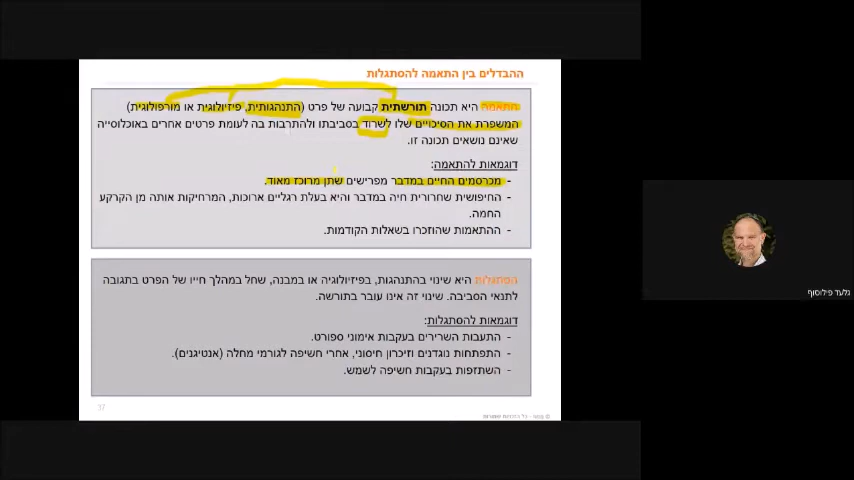 ההבדלים בין התאמה להסתגלות
התאמה היא תכונה תורשתית קבועה של פרט (התנהגותית, פיזיולוגית או מורפולוגית)
המשפרת את הסיכויים שלו לשרוד בסביבתו ולהתרבות בה לעומת פרטים אחרים באוכלוסייה
שאינם נושאים תכונה זו.
דוגמאות להתאמה:
- מכרסמים החיים במדבר מפרישים שתן מרוכז מאוד.
- החיפושית שחרורית חיה במדבר והיא בעלת רגליים ארוכות, המרחיקות אותה מן הקרקע
החמה.
- ההתאמות שהוזכרו בשאלות הקודמות.
הסתגלות היא שינוי בהתנהגות, בפיזיולוגיה או במבנה, שחל במהלך חייו של הפרט בתגובה
לתנאי הסביבה. שינוי זה אינו עובר בתורשה.
דוגמאות להסתגלות:
- התעבות השרירים בעקבות אימוני ספורט.
- התפתחות נוגדנים וזיכרון חיסוני, אחרי חשיפה לגורמי מחלה (אנטיגנים).
- השתזפות בעקבות חשיפה לשמש.
37
גלעד פילוסוף